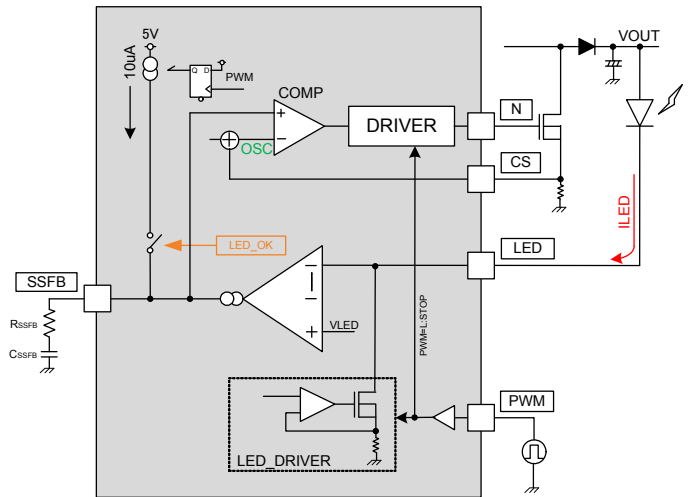 5V
10uA
Q D
PWM
COMP
+
−
OSC
DRIVER
N
CS
VOUT
ILED
LED_OK
LED
SSFB
RSSFB
CSSFB
VLED
+
PWM=L:STOP
PWM
LED_DRIVER